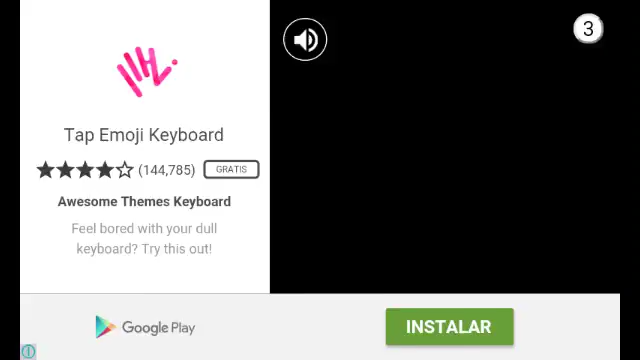 3
Tap Emoji Keyboard
(144,785) GRATIS
Awesome Themes Keyboard
Feel bored with your dull
keyboard? Try this out!
Google Play
INSTALAR